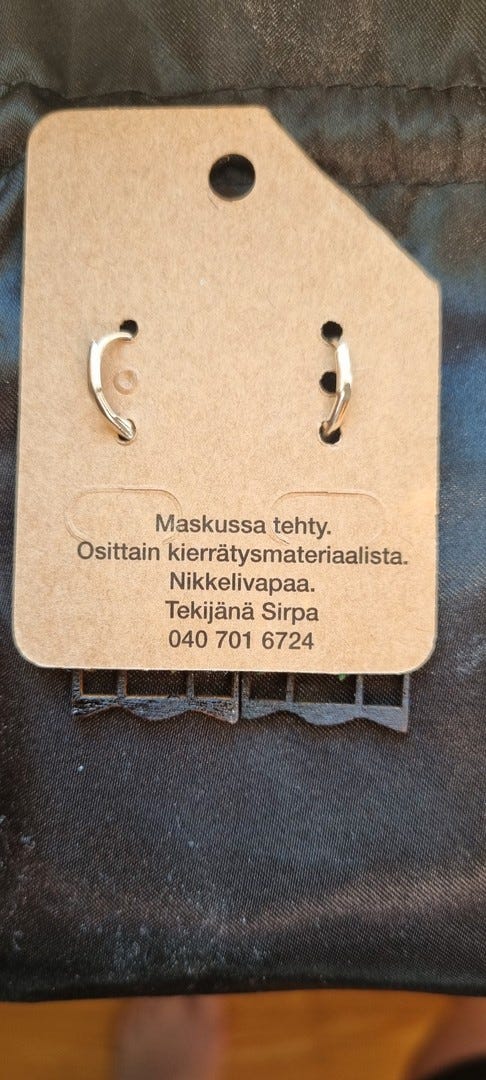 Maskussa tehty.
Osittain kierrätysmateriaalista.
Nikkelivapaa.
Tekijänä Sirpa
040 701 6724